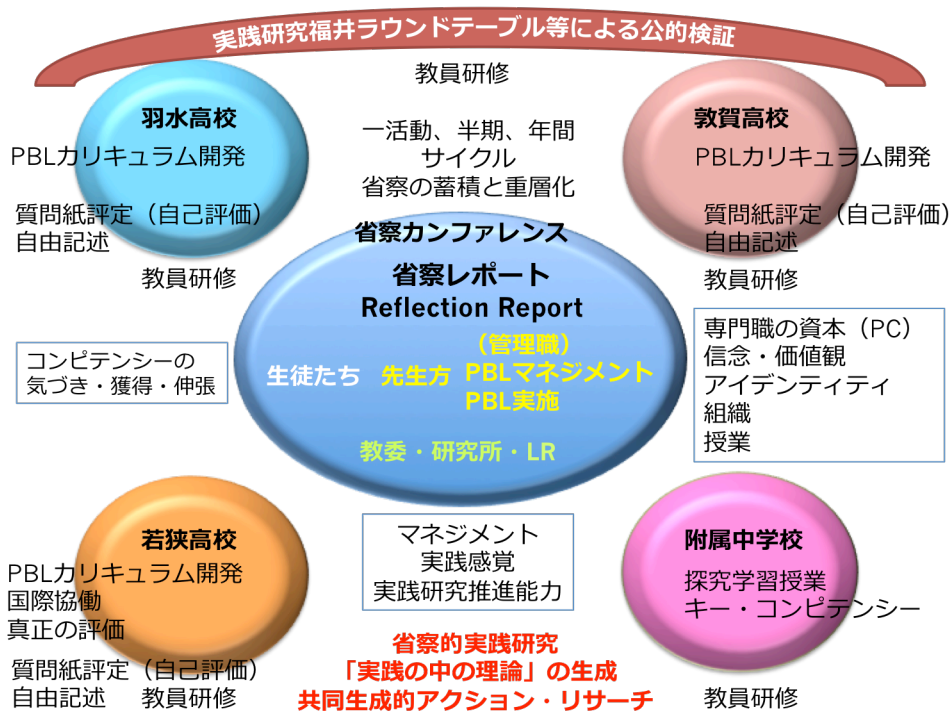 実践研究福井ラウンドテーブル等による公的検証
教員研修
羽水高校
PBLカリキュラム開発
質問紙評定（自己評価）
自由記述
教員研修
一活動、半期、年間
サイクル
省察の蓄積と重層化
敦賀高校
PBLカリキュラム開発
質問紙評定（自己評価）
自由記述
教員研修
省察カンファレンス
省察レポート
Reflection Report
生徒たち
先生方
（管理職）
PBLマネジメント
PBL実施
教委・研究所・LR
コンピテンシーの
気づき・獲得・伸張
専門職の資本（PC）
信念・価値観
アイデンティティ
組織
授業
若狭高校
PBLカリキュラム開発
国際協働
真正の評価
質問紙評定（自己評価）
自由記述
教員研修
マネジメント
実践感覚
実践研究推進能力
省察的実践研究
「実践の中の理論」の生成
共同生成的アクション・リサーチ
附属中学校
探究学習授業
キー・コンピテンシー
教員研修